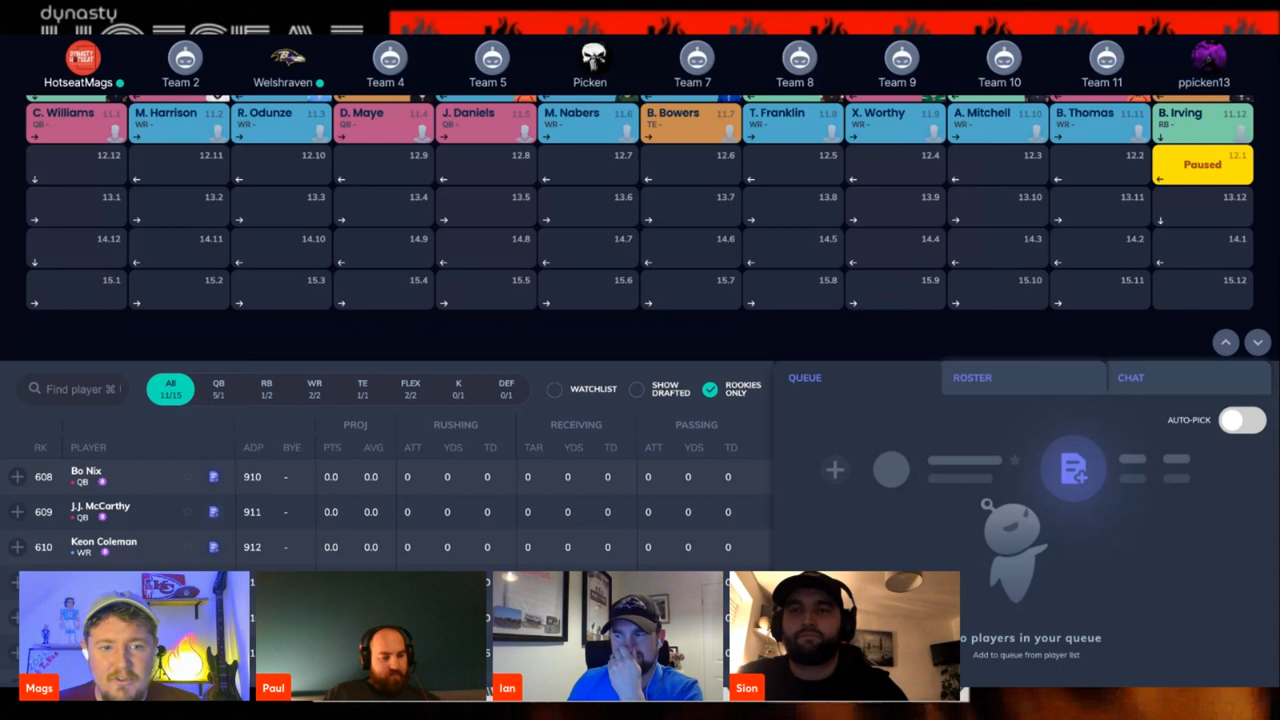 dynasty
DYNASTY
HOTSEAT
HotseatMags
Team 2
Welshraven
Team 4
Team 5
Picken
Team 7
Team 8
Team 9
Team 10
Team 11
ppicken13
C. Williams 11.1
QB -
M. Harrison 11.2
WR -
R. Odunze 11.3
WR -
D. Maye 11.4
QB -
J. Daniels 11.5
QB -
M. Nabers 11.6
WR -
B. Bowers 11.7
TE -
T. Franklin 11.8
WR -
X. Worthy 11.9
WR -
A. Mitchell 11.10
WR -
B. Thomas 11.11
WR -
B. Irving 11.12
RB -
12.12 12.11 12.10 12.9 12.8 12.7 12.6 12.5 12.4 12.3 12.2 12.1
Paused
13.1 13.2 13.3 13.4 13.5 13.6 13.7 13.8 13.9 13.10 13.11 13.12
14.12 14.11 14.10 14.9 14.8 14.7 14.6 14.5 14.4 14.3 14.2 14.1
15.1 15.2 15.3 15.4 15.5 15.6 15.7 15.8 15.9 15.10 15.11 15.12
Find player ⌘
All QB RB WR TE FLEX K DEF
11/15 5/1 1/2 2/2 1/1 2/2 0/1 0/1
WATCHLIST
SHOW
DRAFTED
ROOKIES
ONLY
QUEUE
ROSTER
CHAT
AUTO-PICK
PROJ RUSHING RECEIVING PASSING
RK PLAYER ADP BYE PTS AVG ATT YDS TD TAR YDS TD ATT YDS TD
608 Bo Nix 910 - 0.0 0.0 0 0 0 0 0 0 0 0 0
QB
609 J.J. McCarthy 911 - 0.0 0.0 0 0 0 0 0 0 0 0 0
QB
610 Keon Coleman 912 - 0.0 0.0 0 0 0 0 0 0 0 0 0
WR
o players in your queue
Add to queue from player list
Mags
Paul
Ian
Sion